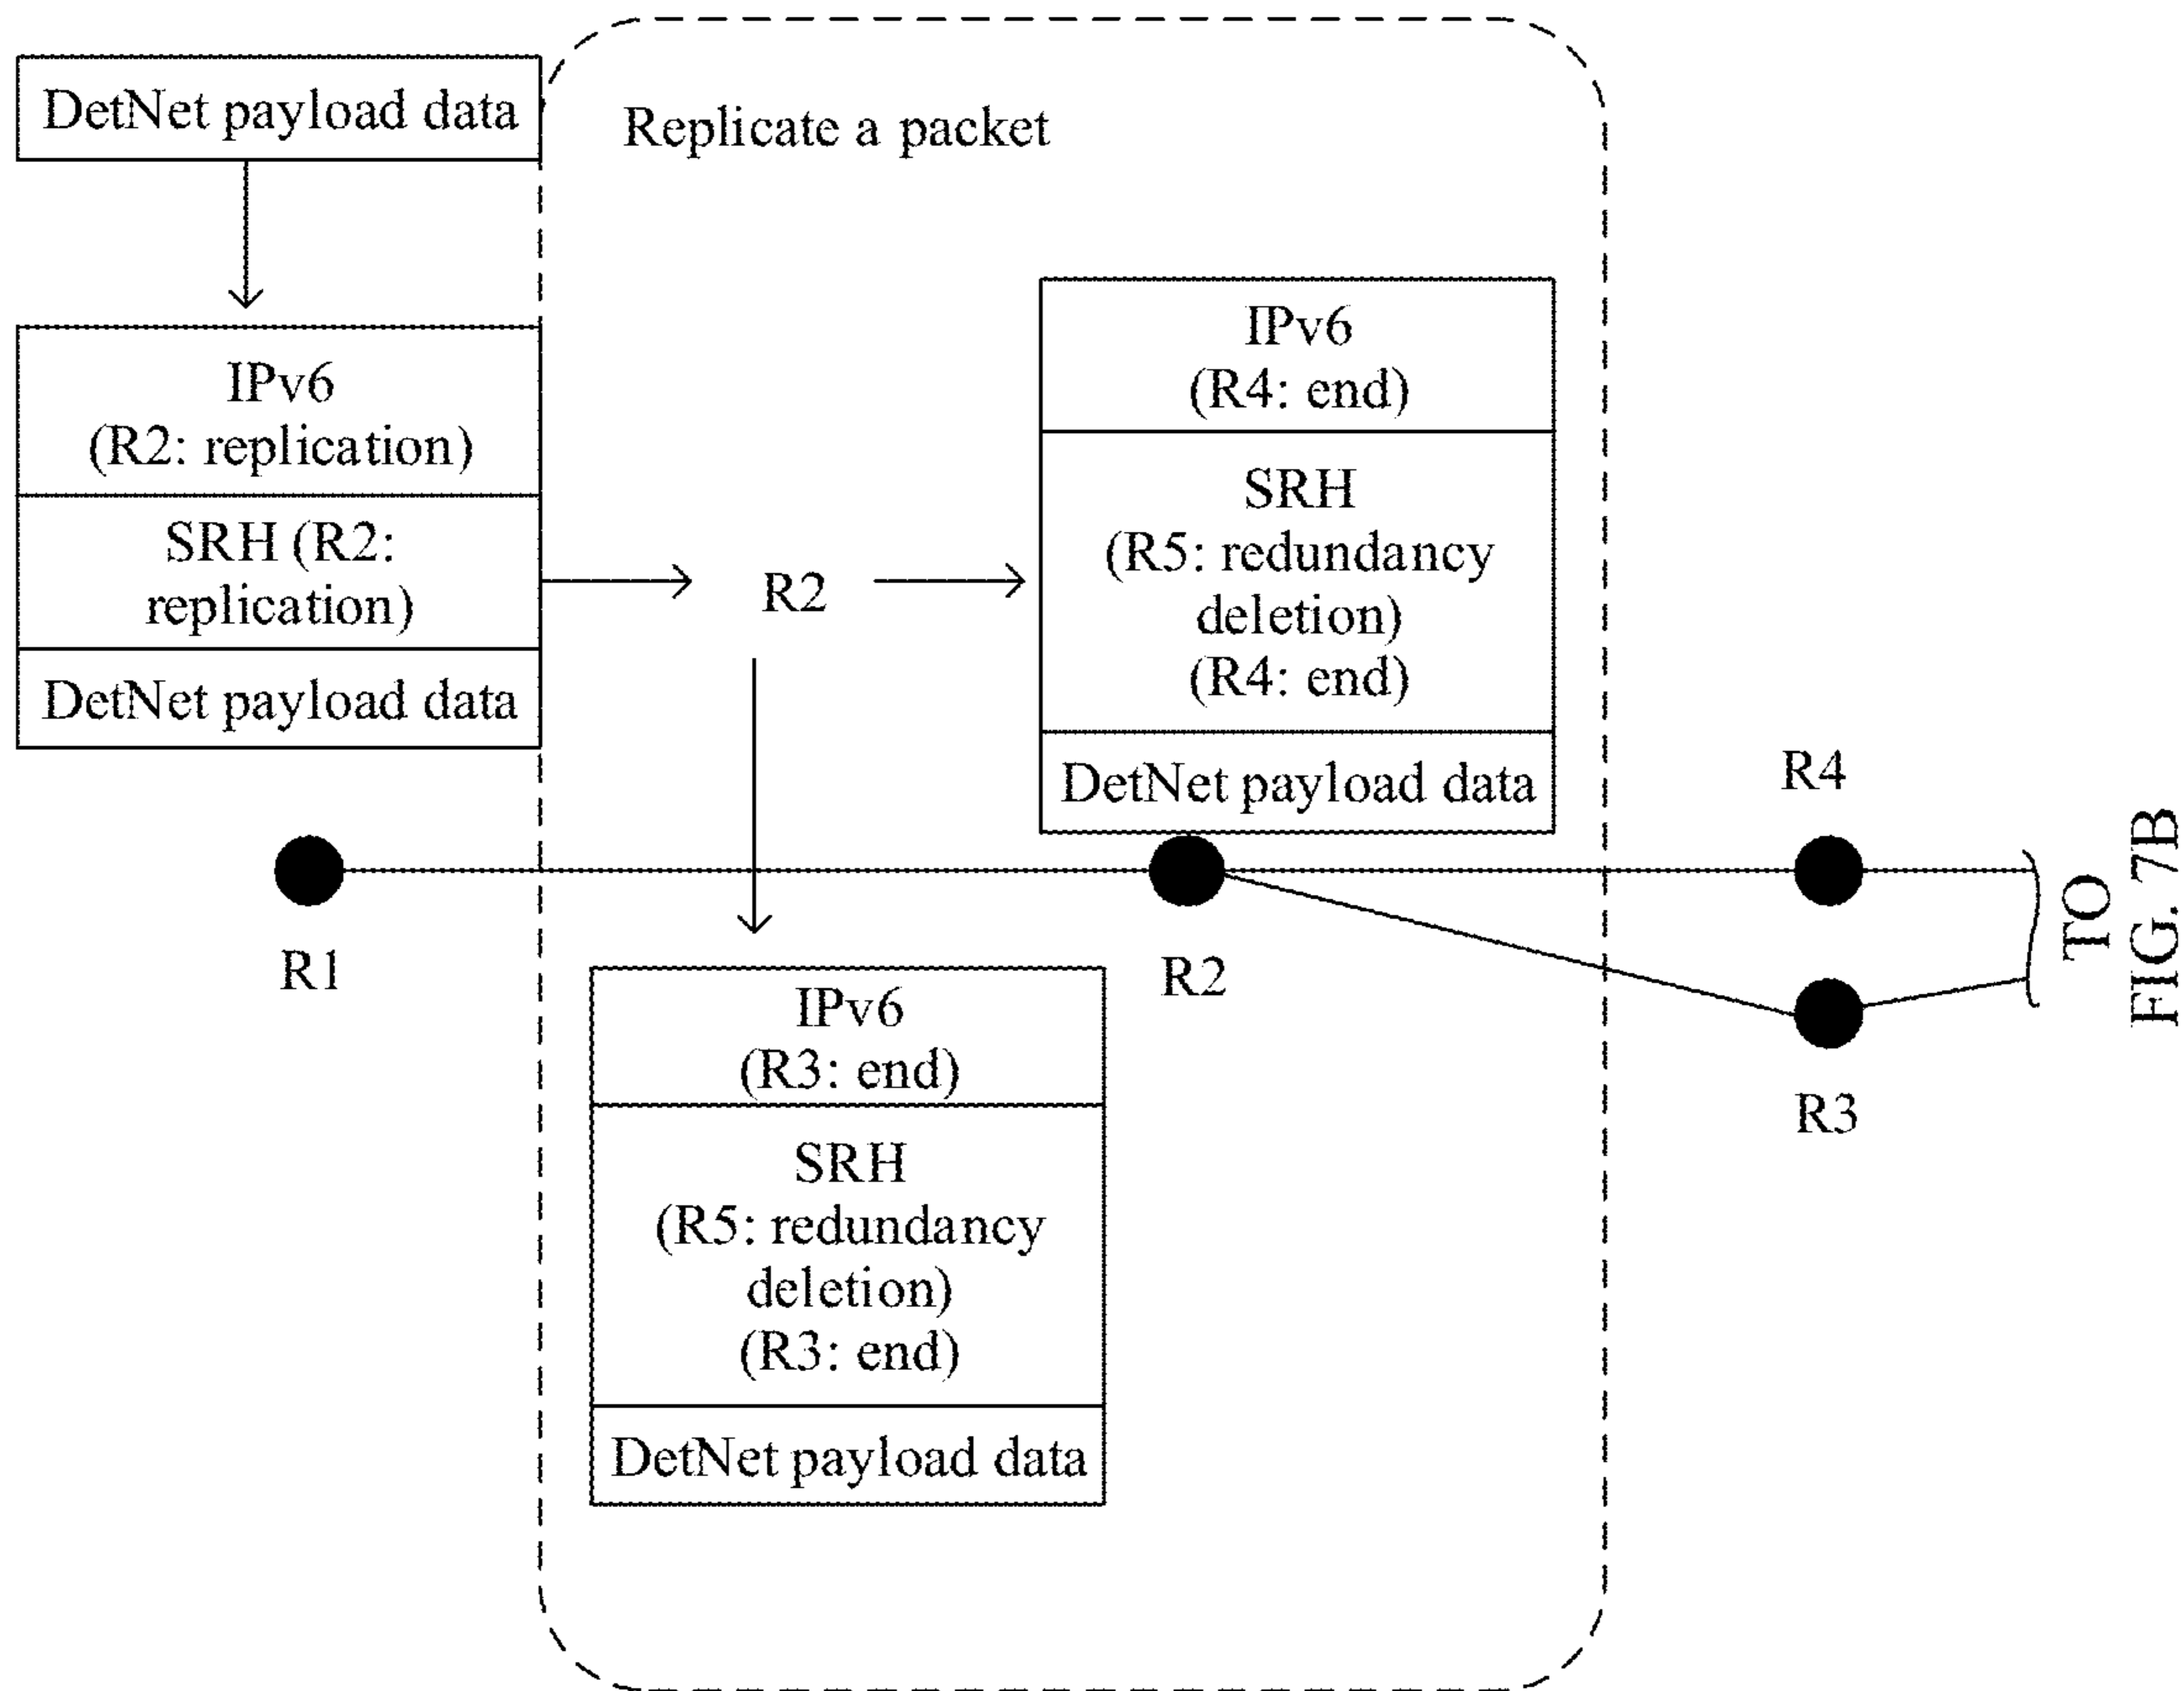 DetNet payload data
Replicate a packet
IPv6
(R2: replication)
SRH (R2:
replication)
DetNet payload data
R2
IPv6
(R4: end)
SRH
(R5: redundancy
deletion)
(R4: end)
DetNet payload data
R1
R2
R4
R3
TO
FIG. 7B
IPv6
(R3: end)
SRH
(R5: redundancy
deletion)
(R3: end)
DetNet payload data